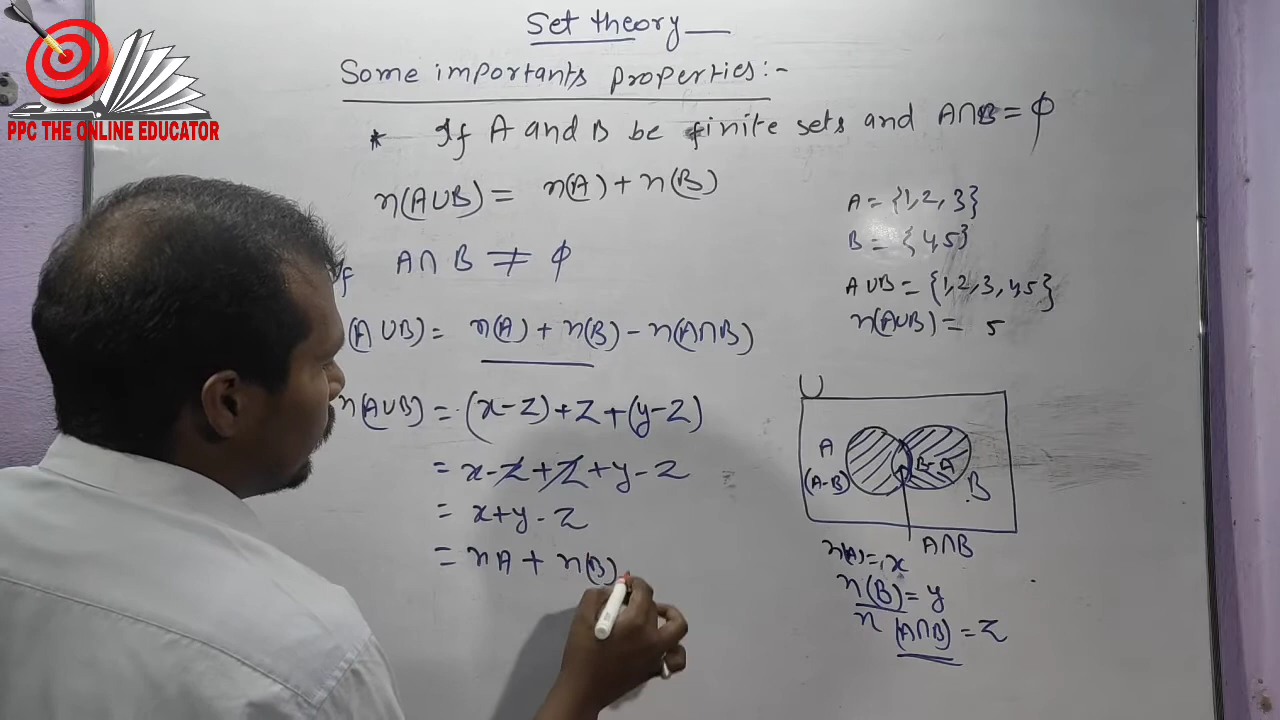 PPC THE ONLINE EDUCATOR
Set theory
Some importants properties:-
* If A and B be finite sets and A∩B = ϕ
n(A∪B) = n(A) + n(B)
f A∩B ≠ ϕ
(A∪B) = n(A) + n(B) - n(A∩B)
n(A∪B) = (x-z) + z + (y-z)
= x - z + z + y - z
= x + y - z
= nA + n(B)
A = {1,2,3}
B = {4,5}
A∪B = {1,2,3,4,5}
n(A∪B) = 5
U
A
(A-B)
B-A
B
A∩B
n(A) = x
n(B) = y
n (A∩B) = z